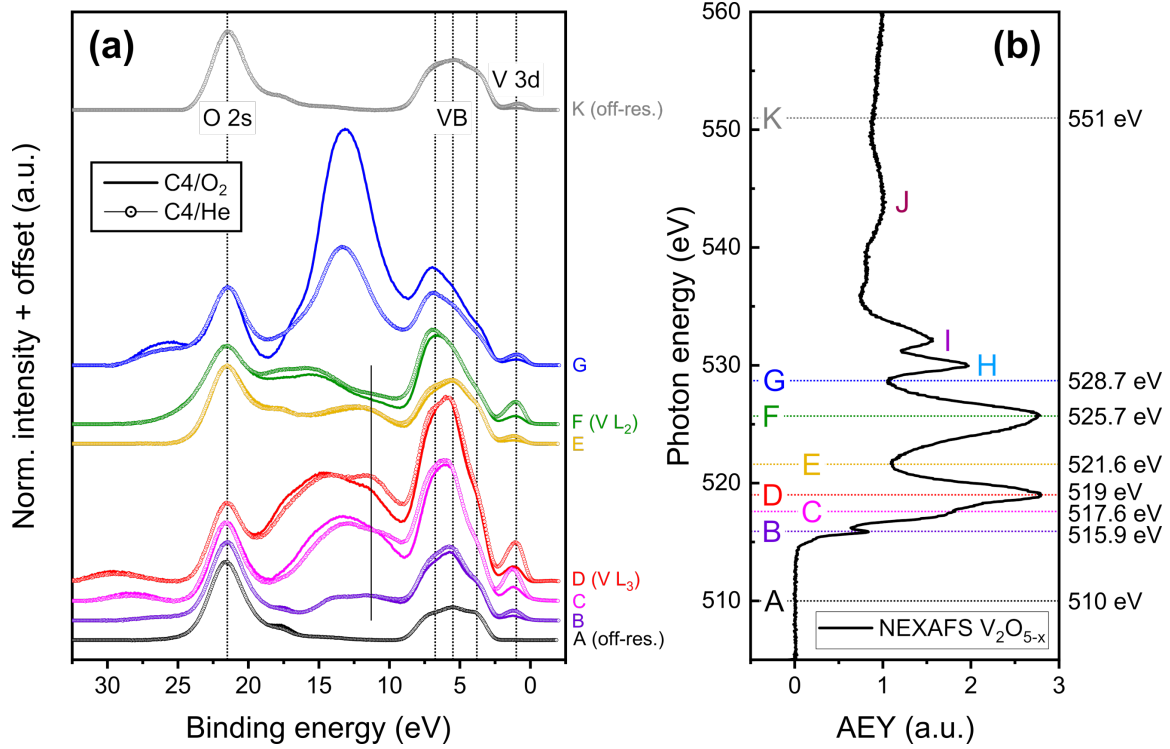 (a)
V 3d
O 2s
VB
K (off-res.)
C4/O₂
C4/He
G
F (V L₂)
E
D (V L₃)
C
B
A (off-res.)
Norm. intensity + offset (a.u.)
30
25
20
15
10
5
0
Binding energy (eV)
(b)
560
550
540
530
520
510
Photon energy (eV)
K
551 eV
J
I
H
G
528.7 eV
F
525.7 eV
E
521.6 eV
D
519 eV
C
517.6 eV
B
515.9 eV
A
510 eV
NEXAFS V₂O₅₋ₓ
0
1
2
3
AEY (a.u.)